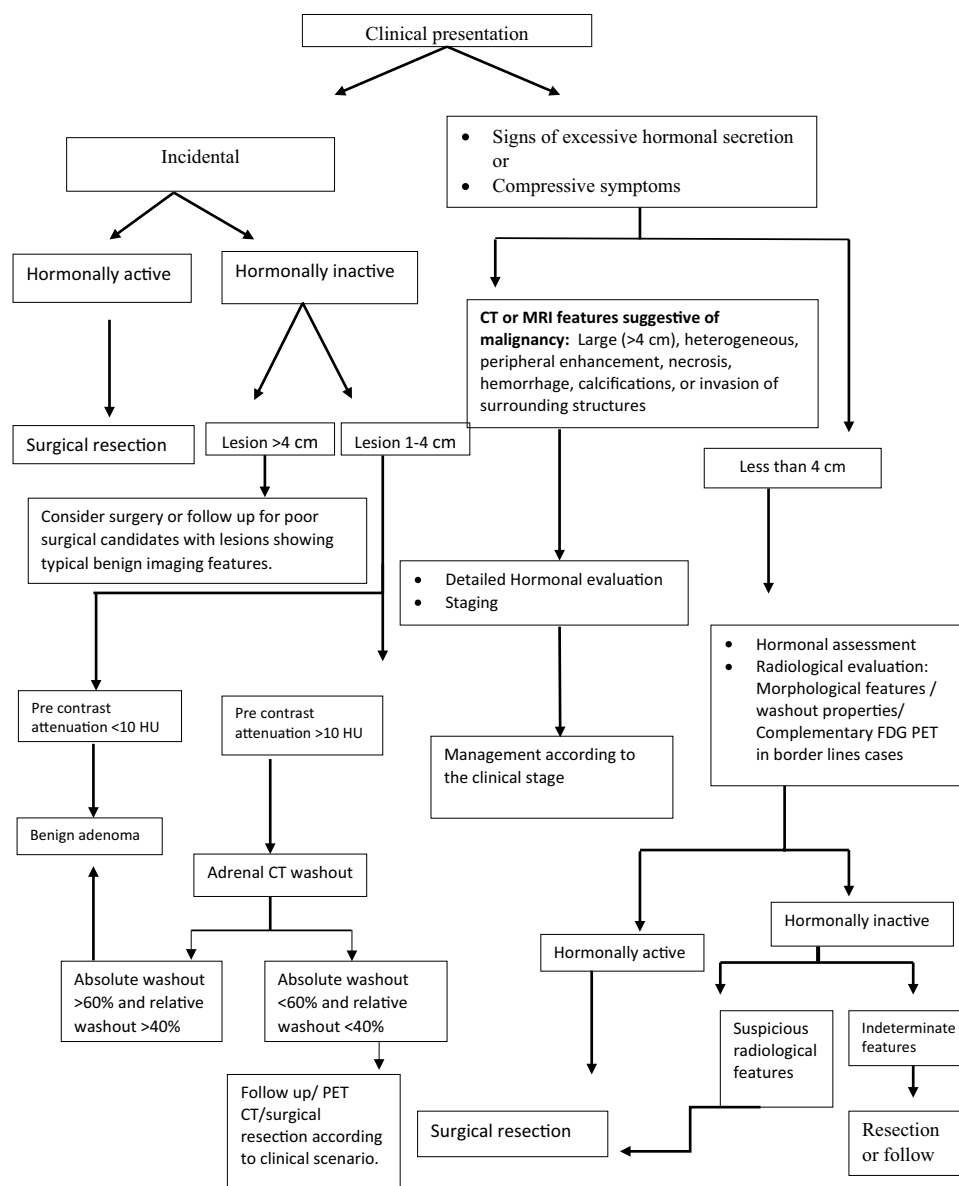 Clinical presentation
Incidental
• Signs of excessive hormonal secretion
or
• Compressive symptoms
Hormonally active
Hormonally inactive
CT or MRI features suggestive of
malignancy: Large (>4 cm), heterogeneous,
peripheral enhancement, necrosis,
hemorrhage, calcifications, or invasion of
surrounding structures
Surgical resection
Lesion >4 cm
Lesion 1-4 cm
Less than 4 cm
Consider surgery or follow up for poor
surgical candidates with lesions showing
typical benign imaging features.
• Detailed Hormonal evaluation
• Staging
• Hormonal assessment
• Radiological evaluation:
Morphological features /
washout properties/
Complementary FDG PET
in border lines cases
Pre contrast
attenuation <10 HU
Pre contrast
attenuation >10 HU
Management according to
the clinical stage
Benign adenoma
Adrenal CT washout
Hormonally active
Hormonally inactive
Absolute washout
>60% and relative
washout >40%
Absolute washout
<60% and relative
washout <40%
Suspicious
radiological
features
Indeterminate
features
Follow up/ PET
CT/surgical
resection according
to clinical scenario.
Surgical resection
Resection
or follow